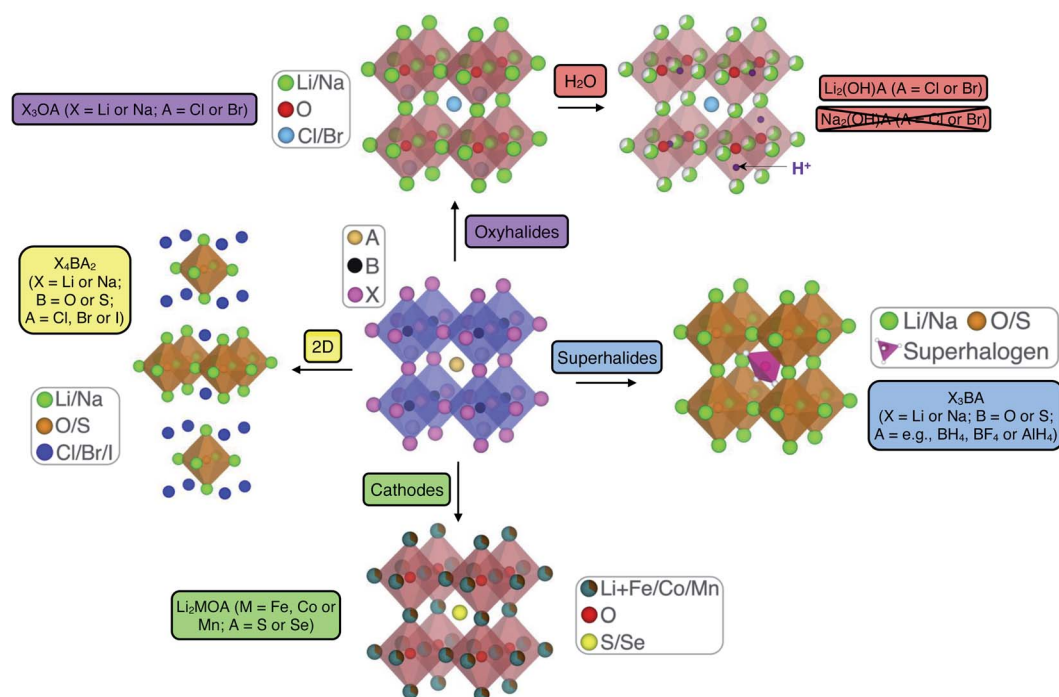 X₃OA (X = Li or Na; A = Cl or Br)
Li/Na
O
Cl/Br
H₂O
Li₂(OH)A (A = Cl or Br)
Na₂(OH)A (A = Cl or Br)
H⁺
Oxyhalides
A
B
X
X₄BA₂
(X = Li or Na;
B = O or S;
A = Cl, Br or I)
2D
Li/Na
O/S
Cl/Br/I
Superhalides
Li/Na O/S
Superhalogen
X₃BA
(X = Li or Na; B = O or S;
A = e.g., BH₄, BF₄ or AlH₄)
Cathodes
Li₂MOA (M = Fe, Co or
Mn; A = S or Se)
Li+Fe/Co/Mn
O
S/Se